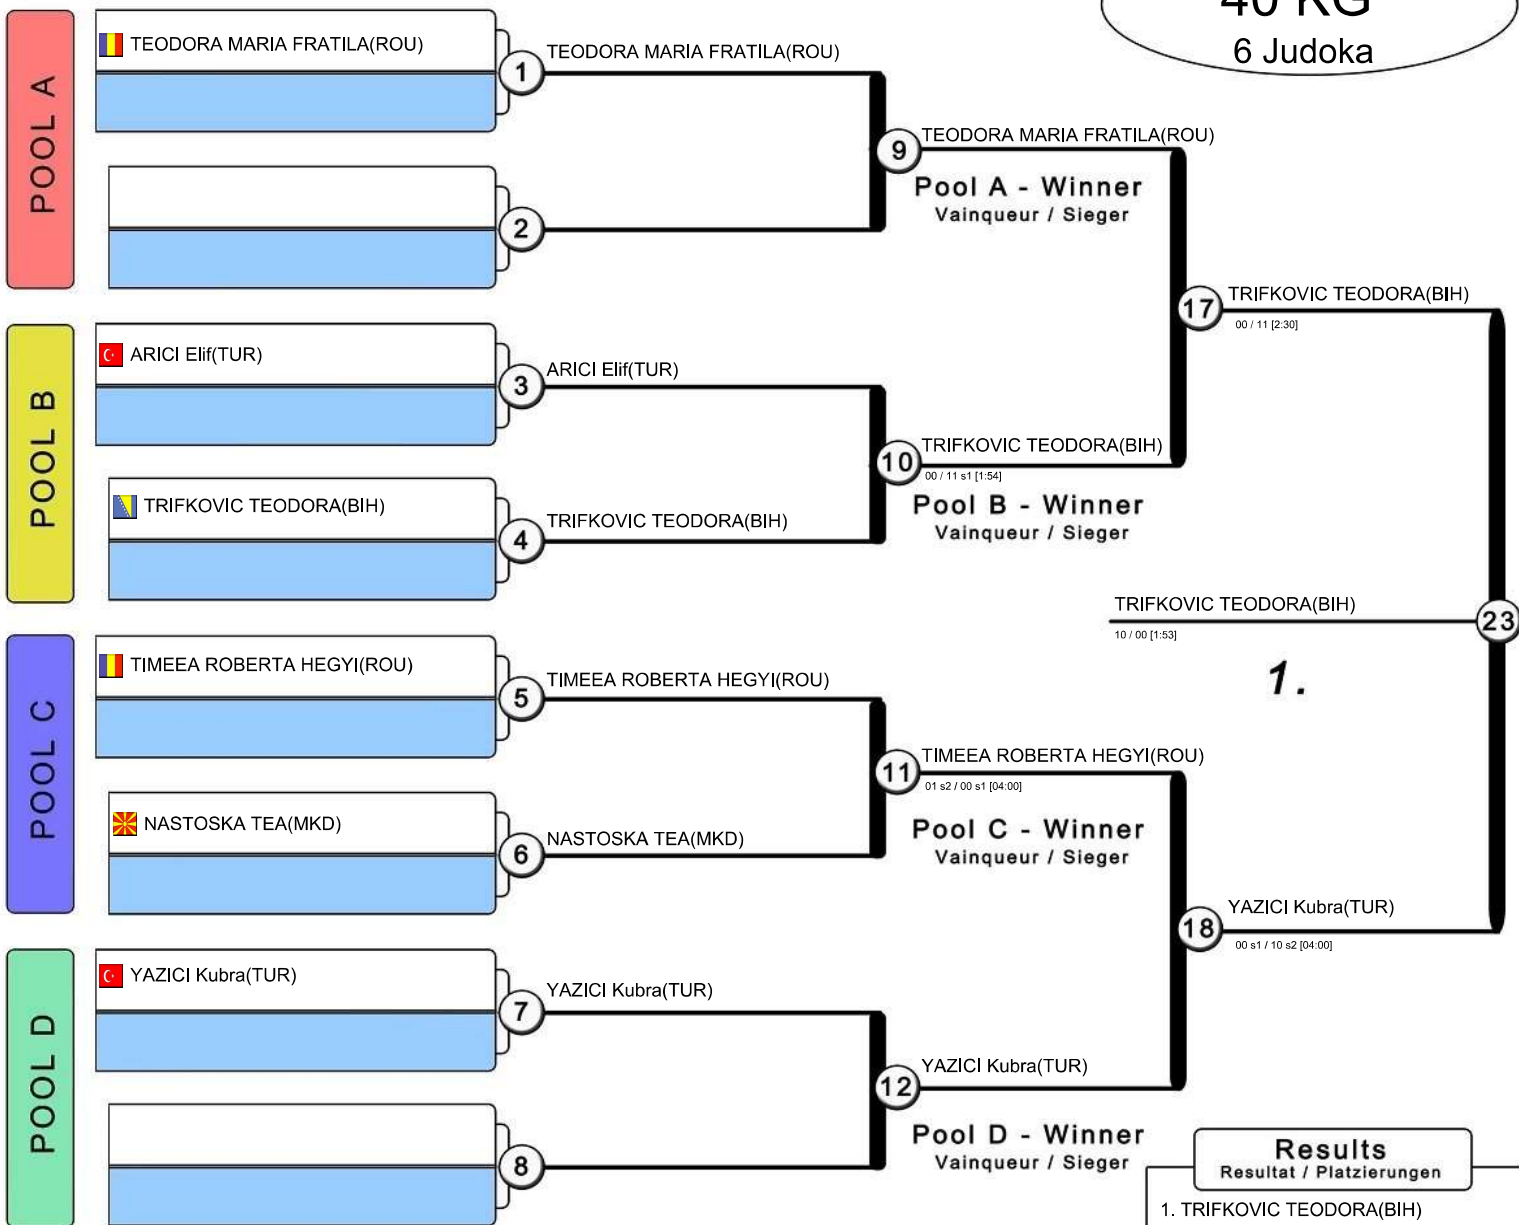 40 KG
6 Judoka
POOL A
TEODORA MARIA FRATILA(ROU)
1
TEODORA MARIA FRATILA(ROU)
2
9
TEODORA MARIA FRATILA(ROU)
Pool A - Winner
Vainqueur / Sieger
POOL B
ARICI Elif(TUR)
3
ARICI Elif(TUR)
TRIFKOVIC TEODORA(BIH)
4
TRIFKOVIC TEODORA(BIH)
10
TRIFKOVIC TEODORA(BIH)
00 / 11 s1 [1:54]
Pool B - Winner
Vainqueur / Sieger
17
TRIFKOVIC TEODORA(BIH)
00 / 11 [2:30]
POOL C
TIMEEA ROBERTA HEGYI(ROU)
5
TIMEEA ROBERTA HEGYI(ROU)
NASTOSKA TEA(MKD)
6
NASTOSKA TEA(MKD)
11
TIMEEA ROBERTA HEGYI(ROU)
01 s2 / 00 s1 [04:00]
Pool C - Winner
Vainqueur / Sieger
POOL D
YAZICI Kubra(TUR)
7
YAZICI Kubra(TUR)
8
12
YAZICI Kubra(TUR)
Pool D - Winner
Vainqueur / Sieger
18
YAZICI Kubra(TUR)
00 s1 / 10 s2 [04:00]
TRIFKOVIC TEODORA(BIH)
23
10 / 00 [1:53]
1.
Results
Resultat / Platzierungen
1. TRIFKOVIC TEODORA(BIH)